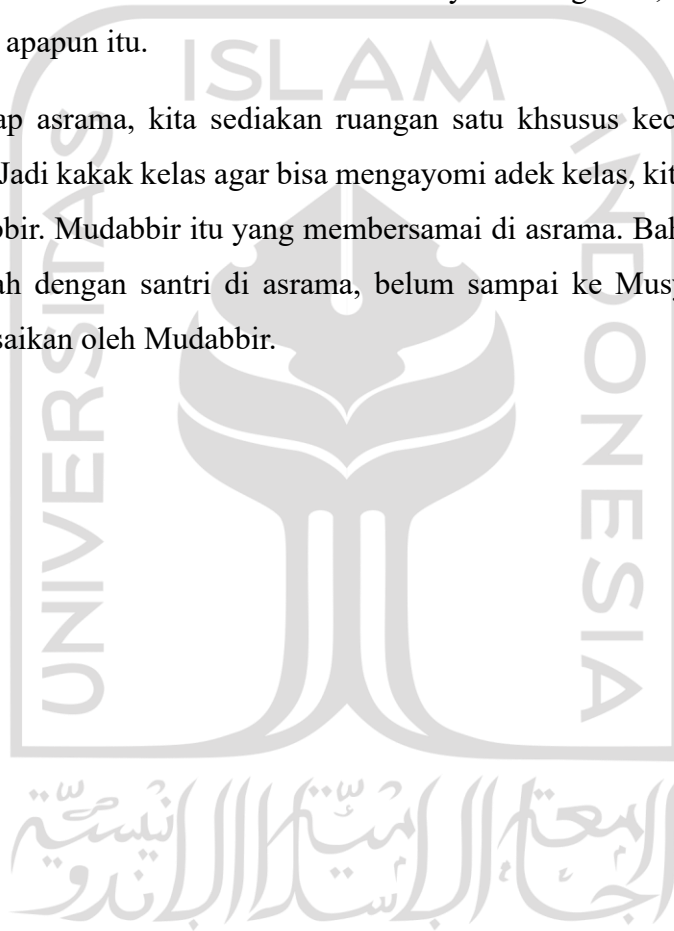 apapun itu.
ISLAM
ap asrama, kita sediakan ruangan satu khsusus kec
Jadi kakak kelas agar bisa mengayomi adek kelas, kit
bir. Mudabbir itu yang membersamai di asrama. Bah
ah dengan santri di asrama, belum sampai ke Musy
saikan oleh Mudabbir.
UNIVERSITAS
INDONESIA